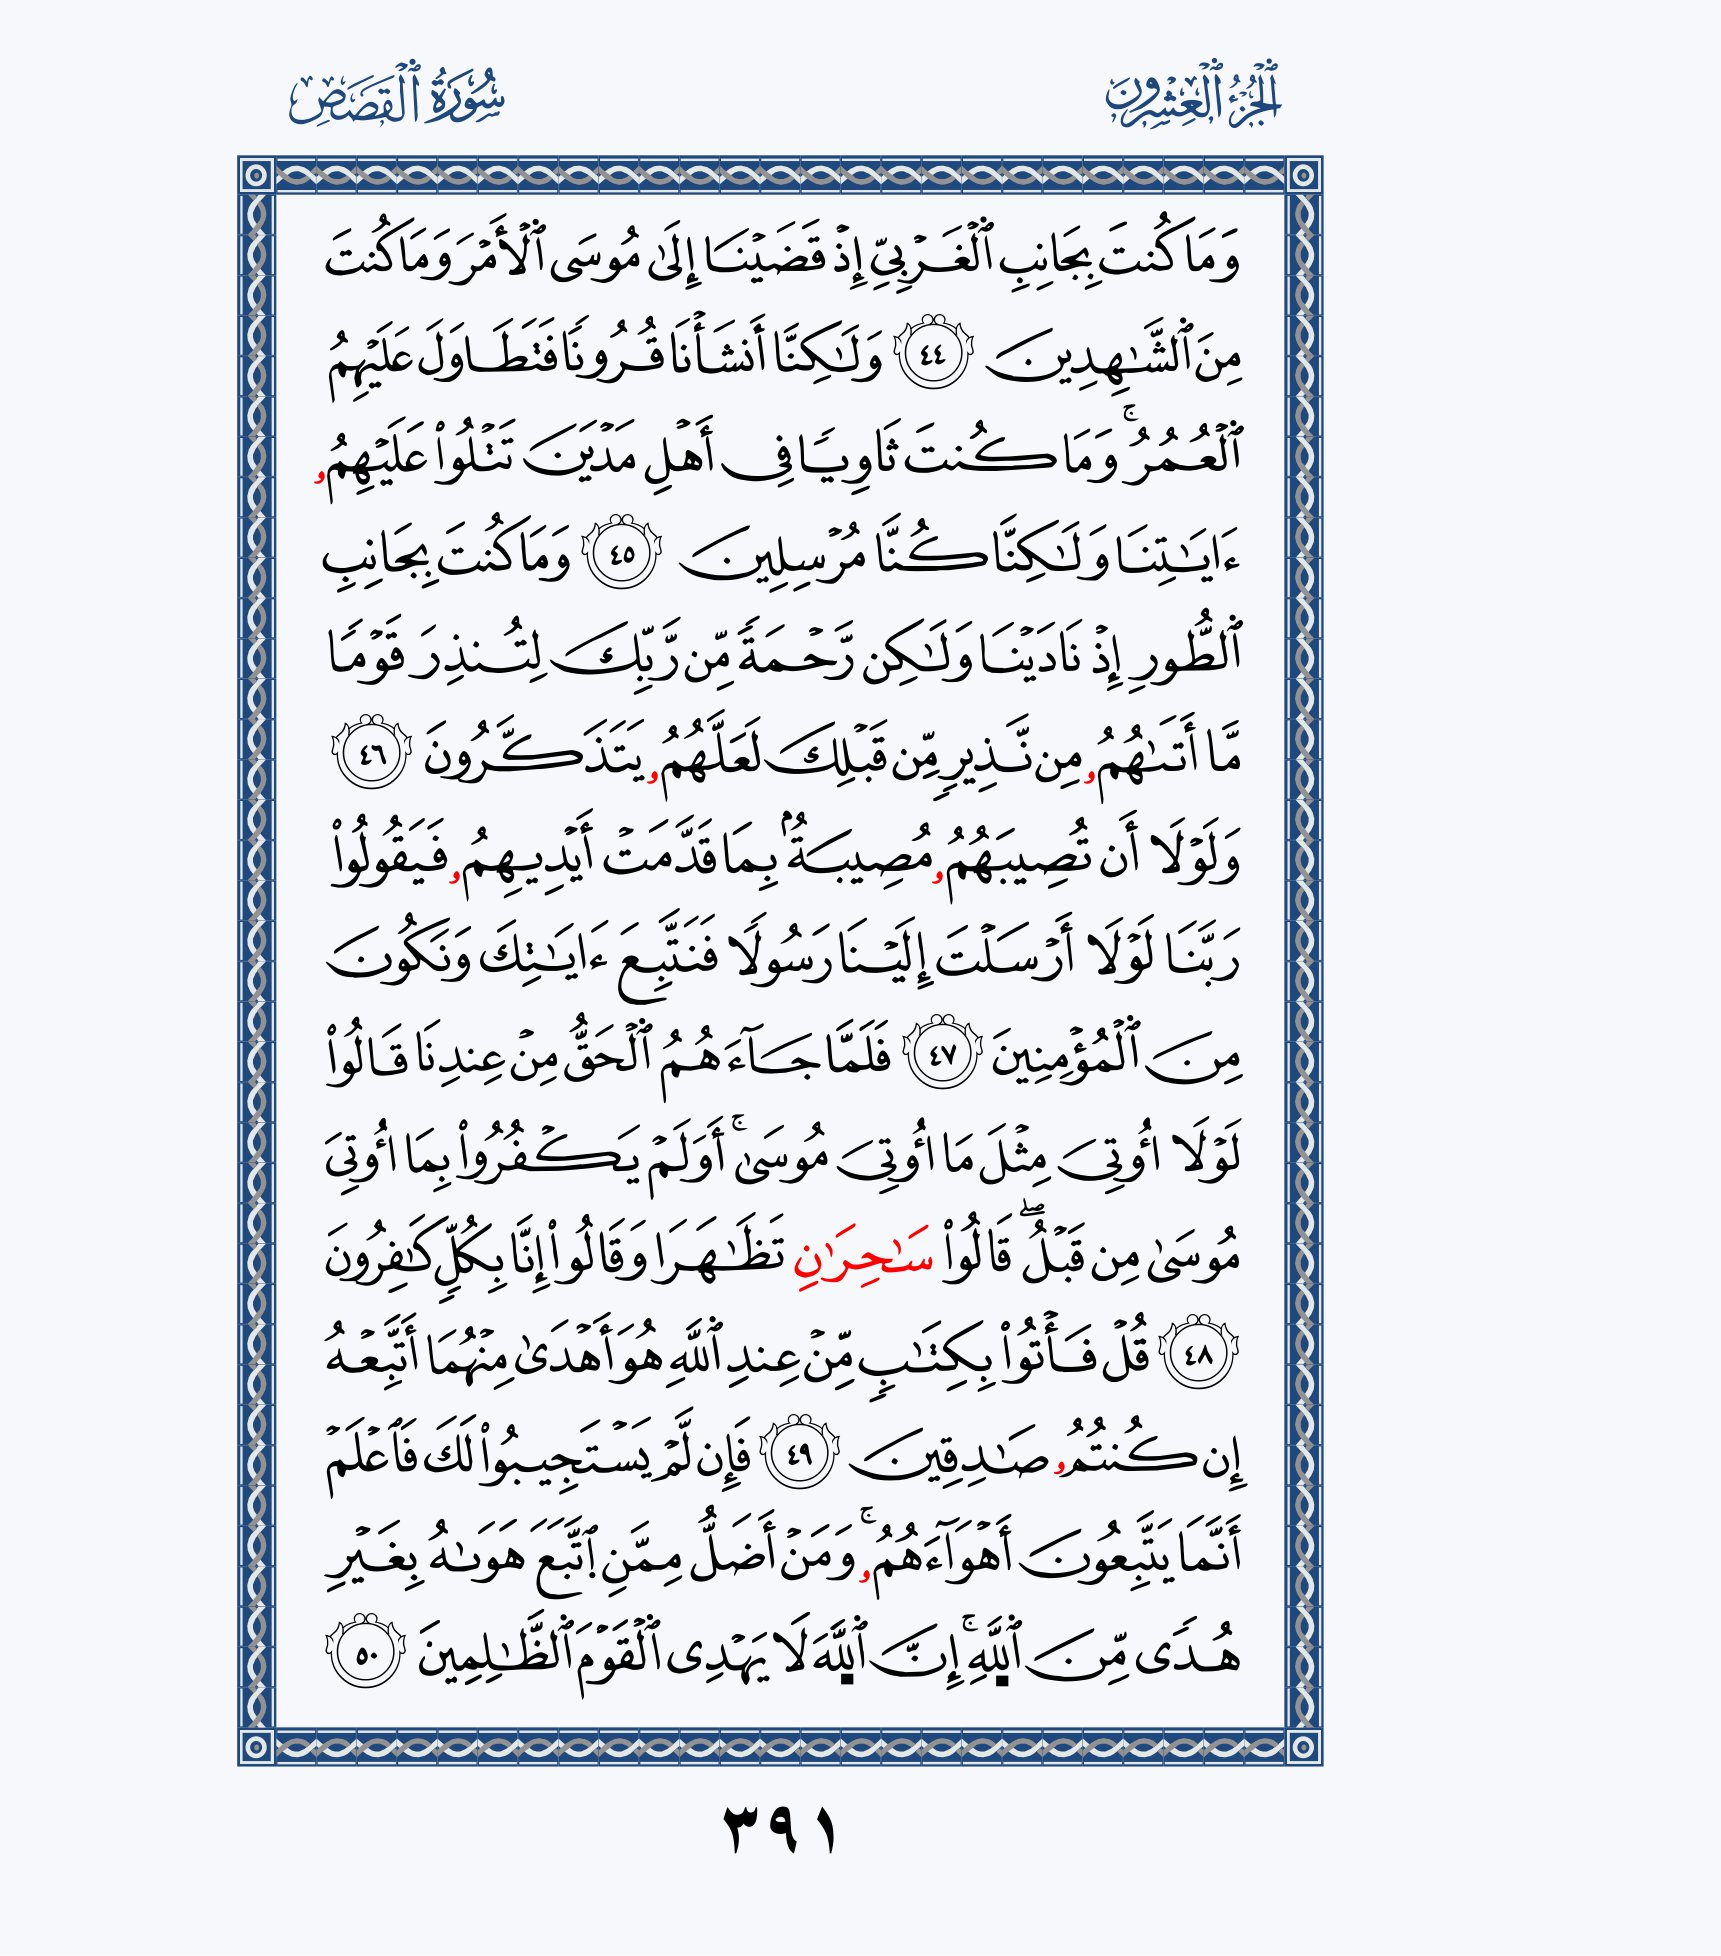 ٱلْجُزْءُ ٱلْعِشْرُونَ
سُورَةُ ٱلْقَصَصِ
وَمَا كُنتَ بِجَانِبِ ٱلْغَرْبِيِّ إِذْ قَضَيْنَا إِلَىٰ مُوسَى ٱلْأَمْرَ وَمَا كُنتَ
مِنَ ٱلشَّٰهِدِينَ ٤٤ وَلَٰكِنَّا أَنشَأْنَا قُرُونًا فَتَطَاوَلَ عَلَيْهِمُ
ٱلْعُمُرُ ۚ وَمَا كُنتَ ثَاوِيًا فِى أَهْلِ مَدْيَنَ تَتْلُواْ عَلَيْهِمُۥ
ءَايَٰتِنَا وَلَٰكِنَّا كُنَّا مُرْسِلِينَ ٤٥ وَمَا كُنتَ بِجَانِبِ
ٱلطُّورِ إِذْ نَادَيْنَا وَلَٰكِن رَّحْمَةً مِّن رَّبِّكَ لِتُنذِرَ قَوْمًا
مَّا أَتَىٰهُمُۥ مِن نَّذِيرٍ مِّن قَبْلِكَ لَعَلَّهُمُۥ يَتَذَكَّرُونَ ٤٦
وَلَوْلَا أَن تُصِيبَهُمُۥ مُصِيبَةٌۢ بِمَا قَدَّمَتْ أَيْدِيهِمُۥ فَيَقُولُواْ
رَبَّنَا لَوْلَا أَرْسَلْتَ إِلَيْنَا رَسُولًا فَنَتَّبِعَ ءَايَٰتِكَ وَنَكُونَ
مِنَ ٱلْمُؤْمِنِينَ ٤٧ فَلَمَّا جَآءَهُمُ ٱلْحَقُّ مِنْ عِندِنَا قَالُواْ
لَوْلَا أُوتِىَ مِثْلَ مَا أُوتِىَ مُوسَىٰ ۚ أَوَلَمْ يَكْفُرُواْ بِمَا أُوتِىَ
مُوسَىٰ مِن قَبْلُ ۖ قَالُواْ سَٰحِرَٰنِ تَظَٰهَرَا وَقَالُواْ إِنَّا بِكُلٍّ كَٰفِرُونَ
٤٨ قُلْ فَأْتُواْ بِكِتَٰبٍ مِّنْ عِندِ ٱللَّهِ هُوَ أَهْدَىٰ مِنْهُمَا أَتَّبِعْهُ
إِن كُنتُمُۥ صَٰدِقِينَ ٤٩ فَإِن لَّمْ يَسْتَجِيبُواْ لَكَ فَٱعْلَمْ
أَنَّمَا يَتَّبِعُونَ أَهْوَآءَهُمُۥ ۚ وَمَنْ أَضَلُّ مِمَّنِ ٱتَّبَعَ هَوَىٰهُ بِغَيْرِ
هُدًى مِّنَ ٱللَّهِ ۚ إِنَّ ٱللَّهَ لَا يَهْدِى ٱلْقَوْمَ ٱلظَّٰلِمِينَ ٥٠
٣٩١